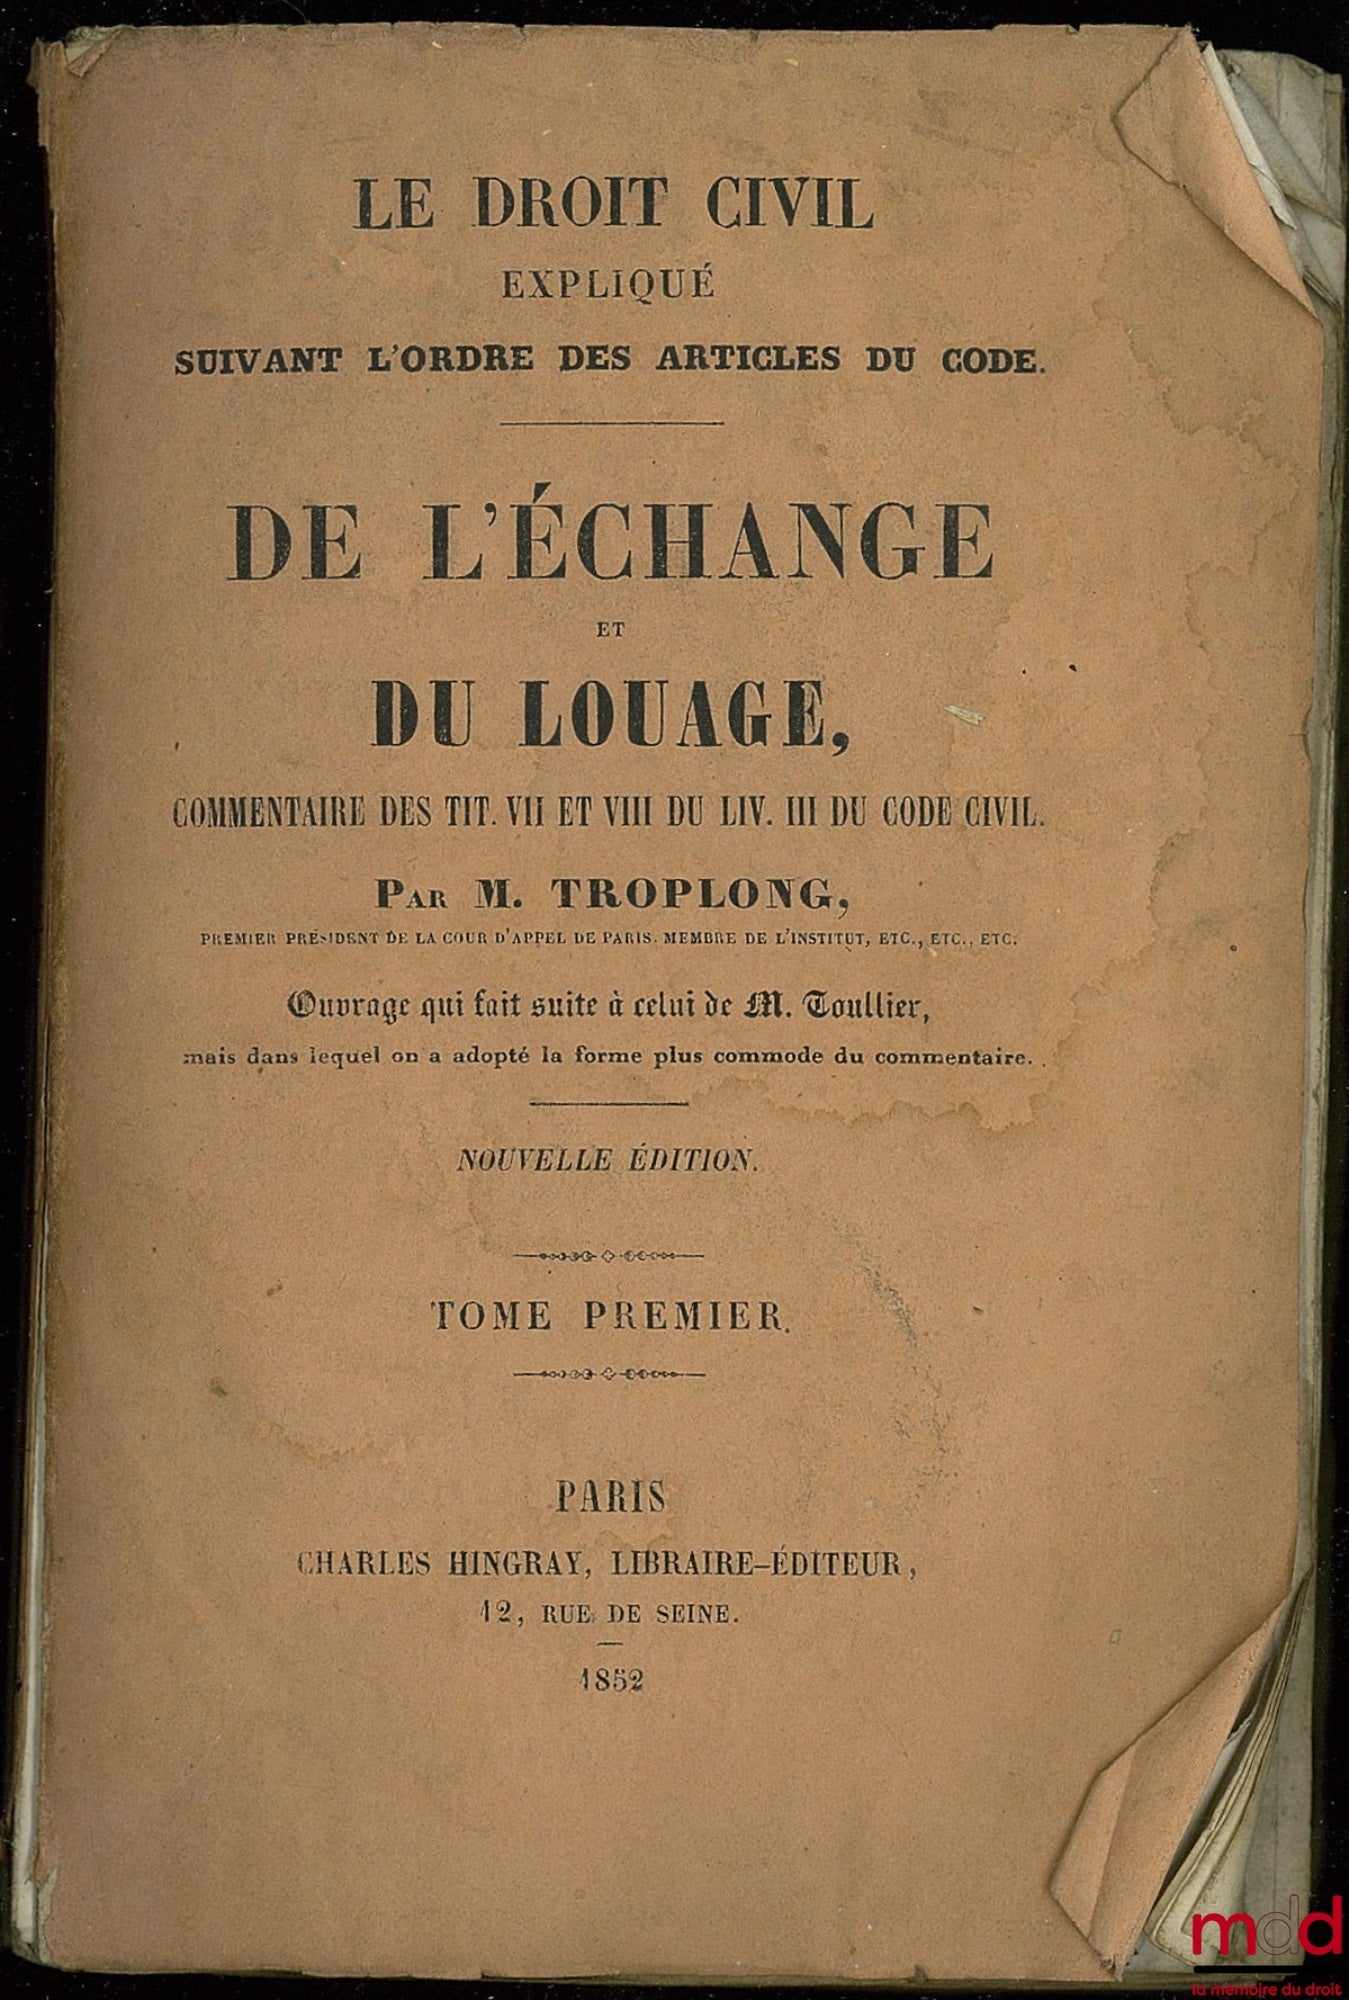 LE DROIT CIVIL
EXPLIQUÉ
SUIVANT L'ORDRE DES ARTICLES DU CODE.
DE L'ÉCHANGE
ET
DU LOUAGE,
COMMENTAIRE DES TIT. VII ET VIII DU LIV. III DU CODE CIVIL.
PAR M. TROPLONG,
PREMIER PRÉSIDENT DE LA COUR D'APPEL DE PARIS, MEMBRE DE L'INSTITUT, ETC., ETC., ETC.
Ouvrage qui fait suite à celui de M. Toullier,
mais dans lequel on a adopté la forme plus commode du commentaire.
NOUVELLE ÉDITION.
TOME PREMIER.
PARIS
CHARLES HINGRAY, LIBRAIRE-ÉDITEUR,
12, RUE DE SEINE.
1852
mdd
la mémoire du droit